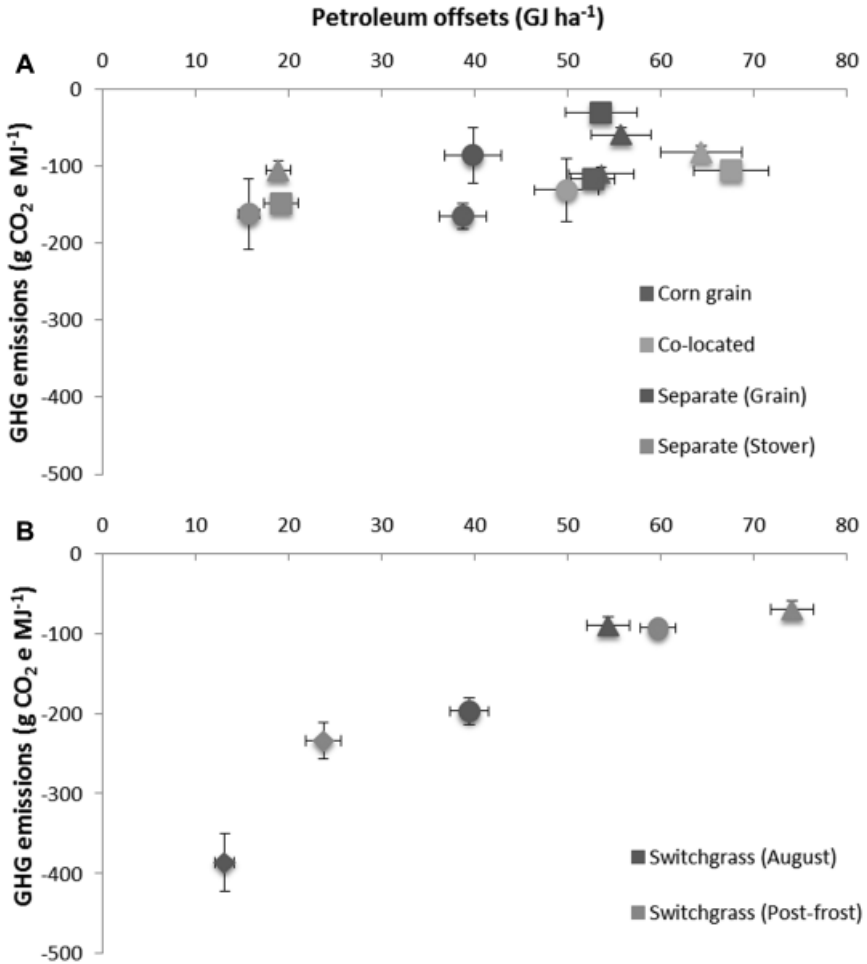 Petroleum offsets (GJ ha⁻¹)
A
0 10 20 30 40 50 60 70 80
GHG emissions (g CO₂ e MJ⁻¹)
0
-100
-200
-300
-400
-500
Corn grain
Co-located
Separate (Grain)
Separate (Stover)
B
0 10 20 30 40 50 60 70 80
GHG emissions (g CO₂ e MJ⁻¹)
0
-100
-200
-300
-400
-500
Switchgrass (August)
Switchgrass (Post-frost)